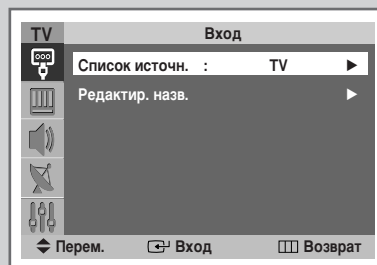 TV Вход
Список источн. : TV ►
Редактир. назв. ►
Перем. Вход Возврат